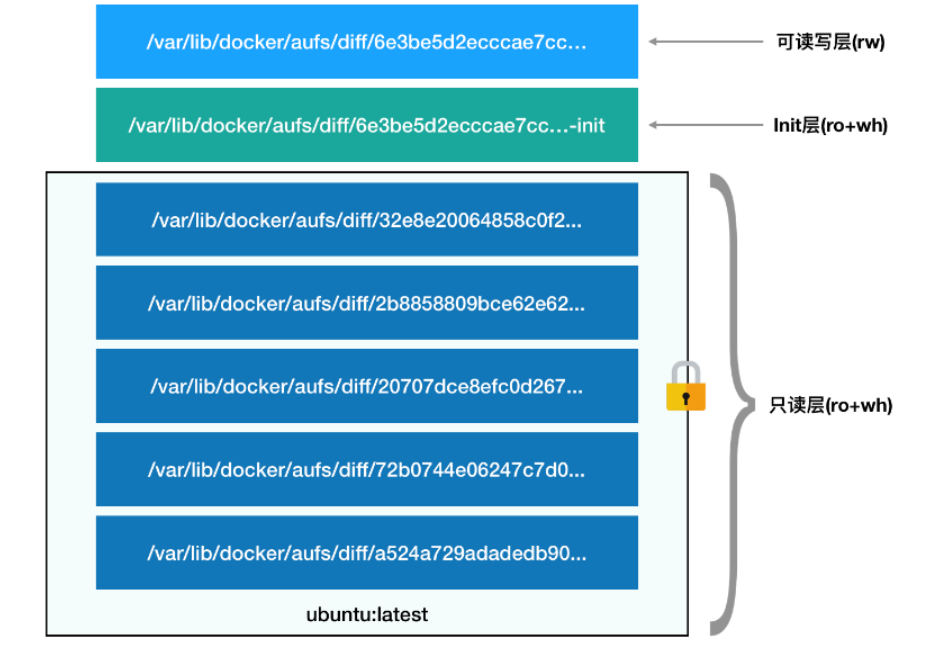 /var/lib/docker/aufs/diff/6e3be5d2ecccae7cc...
可读写层(rw)
/var/lib/docker/aufs/diff/6e3be5d2ecccae7cc...-init
Init层(ro+wh)
/var/lib/docker/aufs/diff/32e8e20064858c0f2...
/var/lib/docker/aufs/diff/2b8858809bce62e62...
/var/lib/docker/aufs/diff/20707dce8efc0d267...
只读层(ro+wh)
/var/lib/docker/aufs/diff/72b0744e06247c7d0...
/var/lib/docker/aufs/diff/a524a729adadedb90...
ubuntu:latest